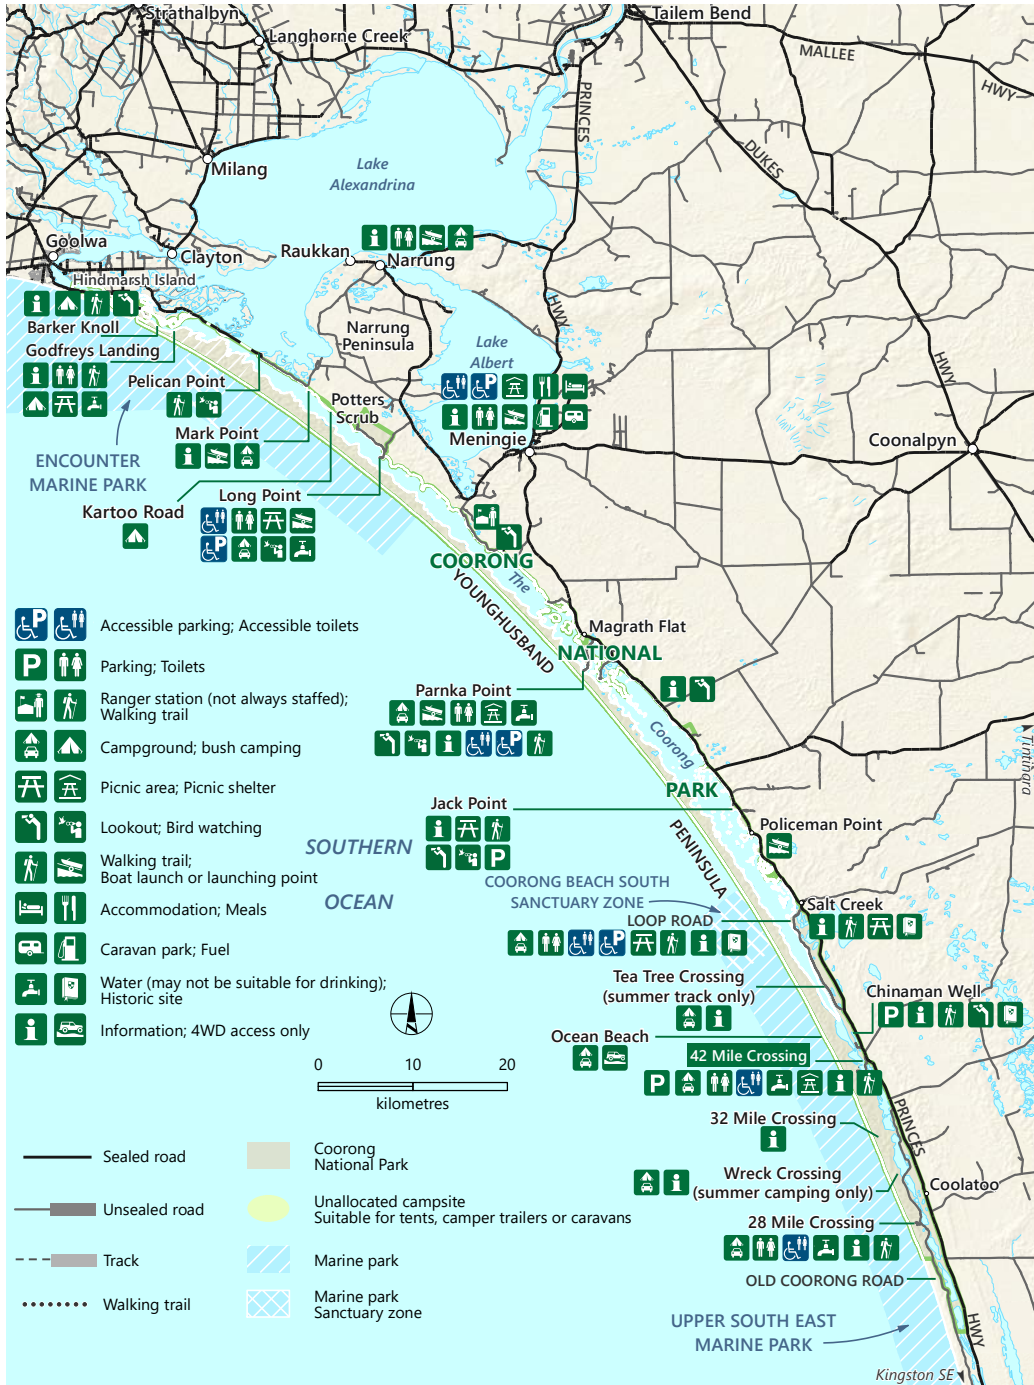 Strathalbyn
Langhorne Creek
Tailem Bend
MALLEE
HWY
PRINCES
DUKES
Milang
Lake
Alexandrina
Goolwa
Clayton
Raukkan
Narrung
Hindmarsh Island
Barker Knoll
Godfreys Landing
Narrung
Peninsula
Lake
Albert
HWY
HWY
Pelican Point
Potters
Scrub
Mark Point
Meningie
Coonalpyn
ENCOUNTER
MARINE PARK
Long Point
Kartoo Road
COORONG
The
YOUNGHUSBAND
Magrath Flat
NATIONAL
Parnka Point
Coorong
Tintinara
PARK
Jack Point
Policeman Point
PENINSULA
SOUTHERN
OCEAN
COORONG BEACH SOUTH
SANCTUARY ZONE
Salt Creek
LOOP ROAD
Tea Tree Crossing
(summer track only)
Chinaman Well
Ocean Beach
42 Mile Crossing
PRINCES
32 Mile Crossing
Wreck Crossing
(summer camping only)
Coolatoo
28 Mile Crossing
OLD COORONG ROAD
UPPER SOUTH EAST
MARINE PARK
HWY
Kingston SE
P
P
P
P
P
P
P
P
P
Accessible parking; Accessible toilets
Parking; Toilets
Ranger station (not always staffed);
Walking trail
Campground; bush camping
Picnic area; Picnic shelter
Lookout; Bird watching
Walking trail;
Boat launch or launching point
Accommodation; Meals
Caravan park; Fuel
Water (may not be suitable for drinking);
Historic site
Information; 4WD access only
0 10 20
kilometres
Sealed road
Unsealed road
Track
Walking trail
Coorong
National Park
Unallocated campsite
Suitable for tents, camper trailers or caravans
Marine park
Marine park
Sanctuary zone